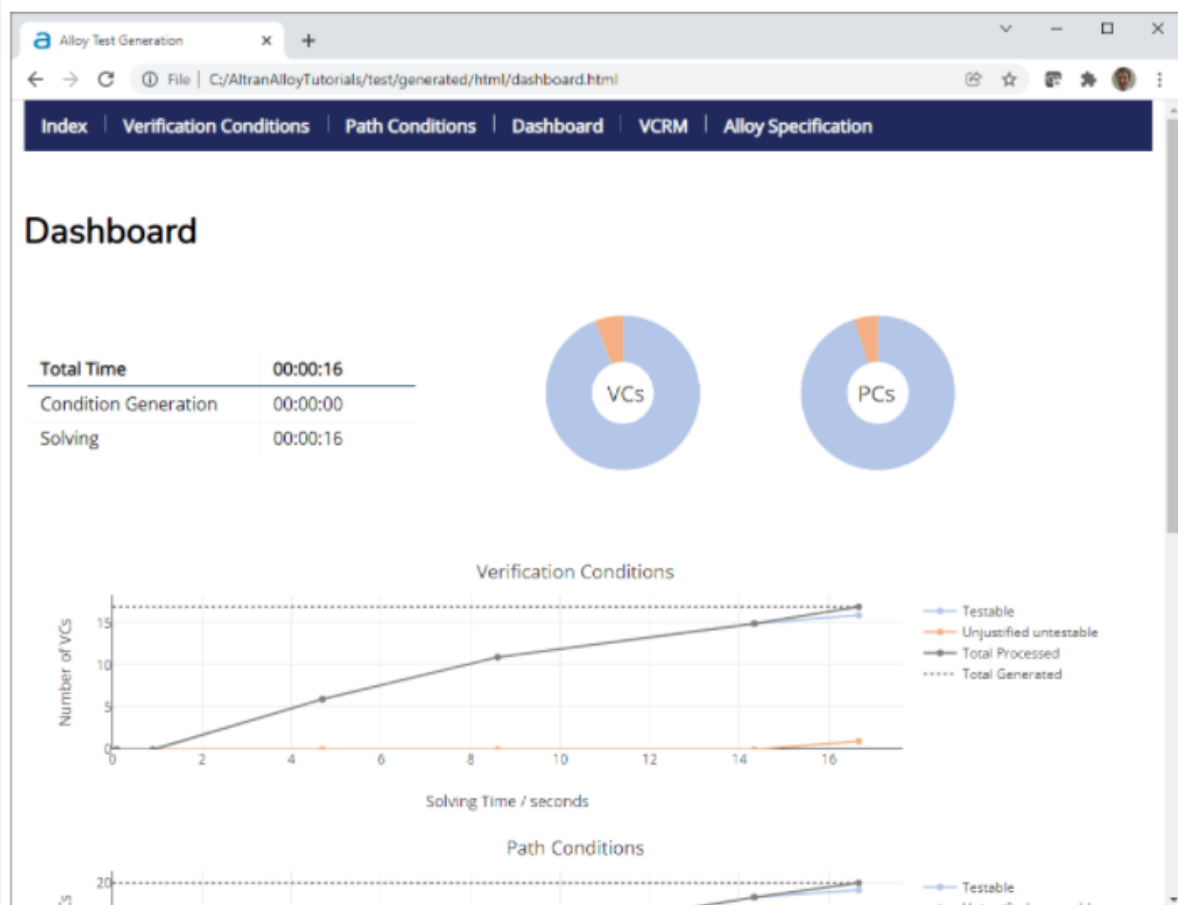 Alloy Test Generation
File | C:/AltranAlloyTutorials/test/generated/html/dashboard.html
Index | Verification Conditions | Path Conditions | Dashboard | VCRM | Alloy Specification
Dashboard
Total Time 00:00:16
Condition Generation 00:00:00
Solving 00:00:16
VCs
PCs
Verification Conditions
Number of VCs
15
10
5
0
0 2 4 6 8 10 12 14 16
Solving Time / seconds
Testable
Unjustified untestable
Total Processed
Total Generated
Path Conditions
20
Testable